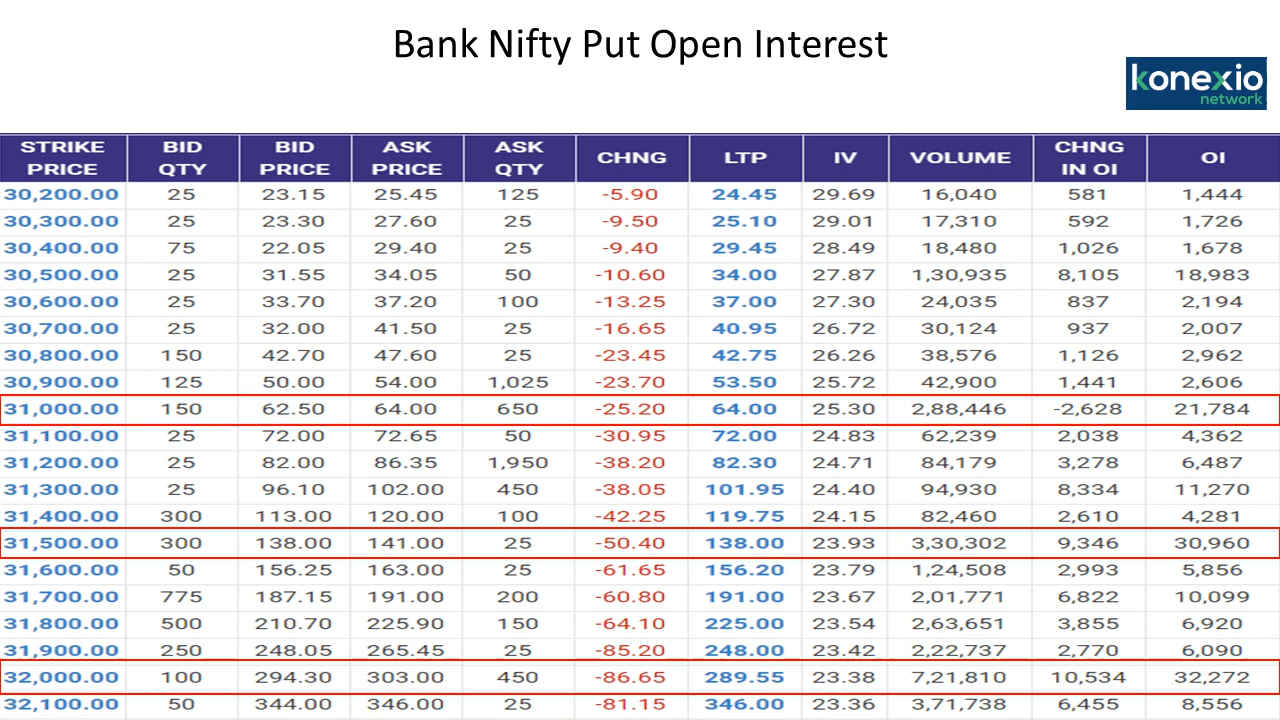 Bank Nifty Put Open Interest
konexio
network
STRIKE PRICE BID QTY BID PRICE ASK PRICE ASK QTY CHNG LTP IV VOLUME CHNG IN OI OI
30,200.00 25 23.15 25.45 125 -5.90 24.45 29.69 16,040 581 1,444
30,300.00 25 23.30 27.60 25 -9.50 25.10 29.01 17,310 592 1,726
30,400.00 75 22.05 29.40 25 -9.40 29.45 28.49 18,480 1,026 1,678
30,500.00 25 31.55 34.05 50 -10.60 34.00 27.87 1,30,935 8,105 18,983
30,600.00 25 33.70 37.20 100 -13.25 37.00 27.30 24,035 837 2,194
30,700.00 25 32.00 41.50 25 -16.65 40.95 26.72 30,124 937 2,007
30,800.00 150 42.70 47.60 25 -23.45 42.75 26.26 38,576 1,126 2,962
30,900.00 125 50.00 54.00 1,025 -23.70 53.50 25.72 42,900 1,441 2,606
31,000.00 150 62.50 64.00 650 -25.20 64.00 25.30 2,88,446 -2,628 21,784
31,100.00 25 72.00 72.65 50 -30.95 72.00 24.83 62,239 2,038 4,362
31,200.00 25 82.00 86.35 1,950 -38.20 82.30 24.71 84,179 3,278 6,487
31,300.00 25 96.10 102.00 450 -38.05 101.95 24.40 94,930 8,334 11,270
31,400.00 300 113.00 120.00 100 -42.25 119.75 24.15 82,460 2,610 4,281
31,500.00 300 138.00 141.00 25 -50.40 138.00 23.93 3,30,302 9,346 30,960
31,600.00 50 156.25 163.00 25 -61.65 156.20 23.79 1,24,508 2,993 5,856
31,700.00 775 187.15 191.00 200 -60.80 191.00 23.67 2,01,771 6,822 10,099
31,800.00 500 210.70 225.90 150 -64.10 225.00 23.54 2,63,651 3,855 6,920
31,900.00 250 248.05 265.45 25 -85.20 248.00 23.42 2,22,737 2,770 6,090
32,000.00 100 294.30 303.00 450 -86.65 289.55 23.38 7,21,810 10,534 32,272
32,100.00 50 344.00 346.00 25 -81.15 346.00 23.36 3,71,738 6,455 8,556